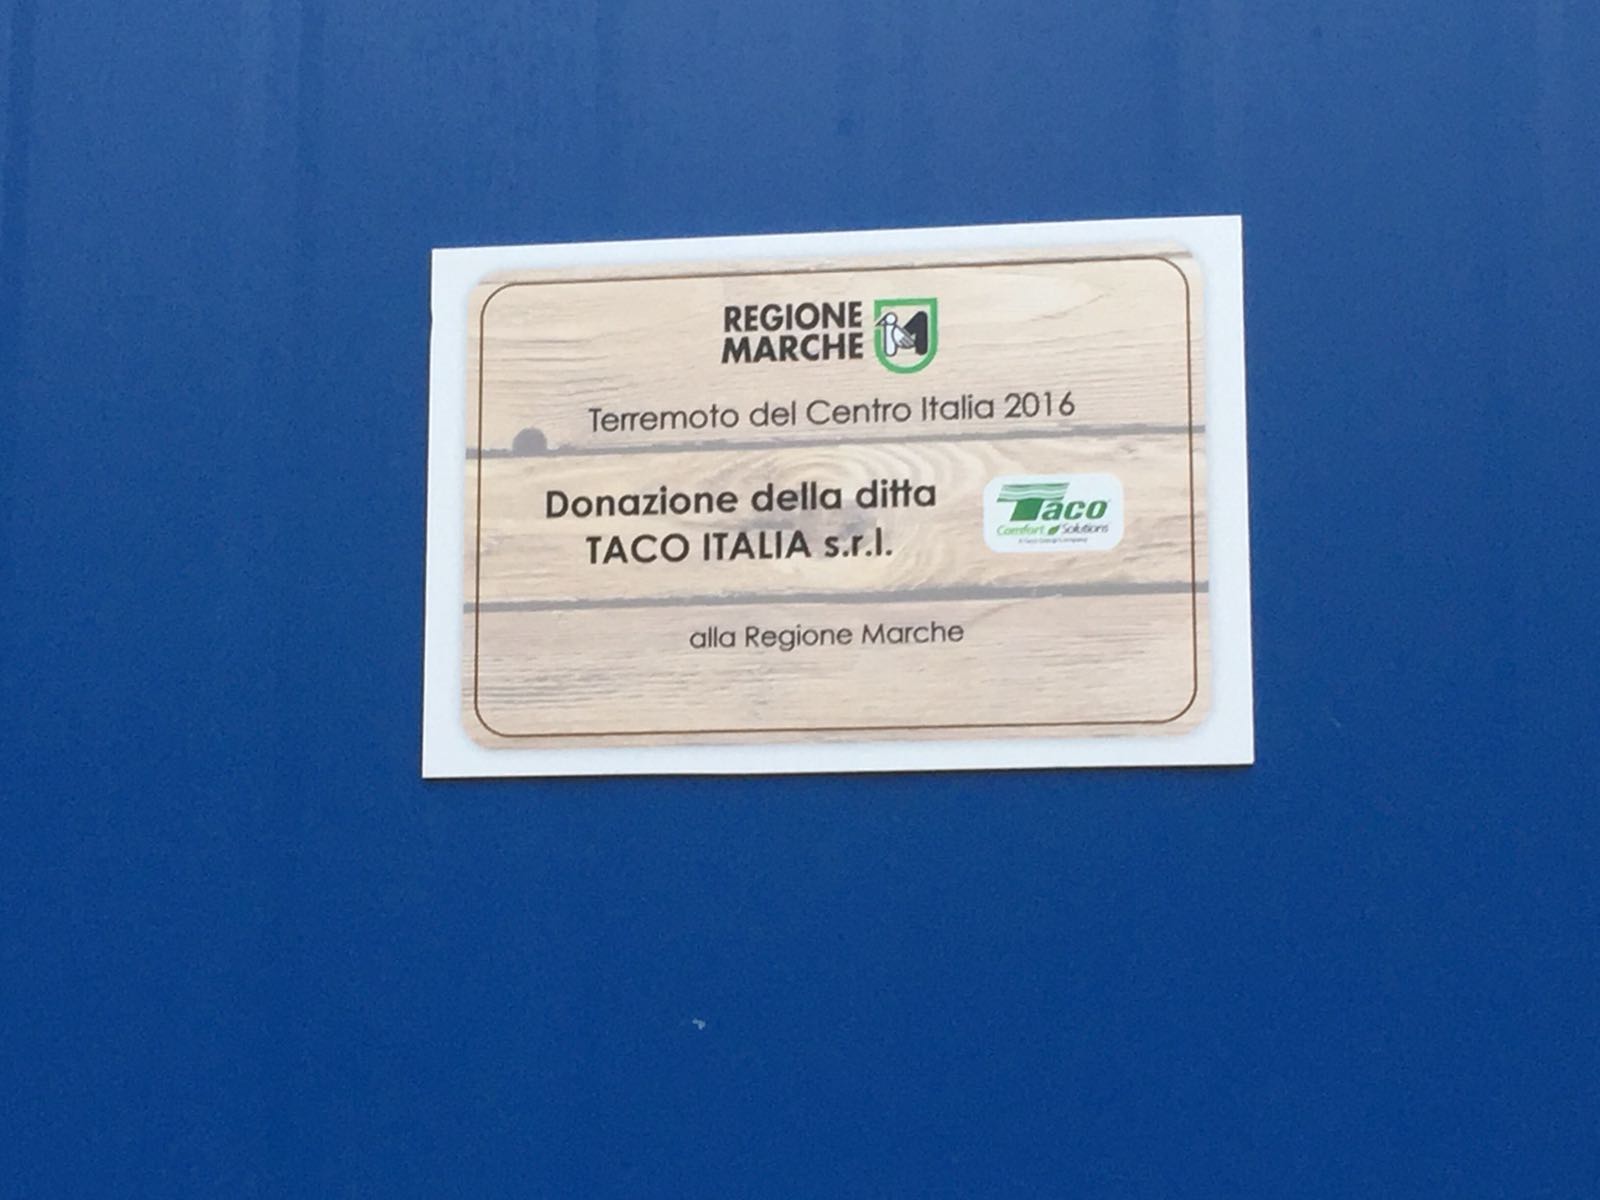 REGIONE
MARCHE
Terremoto del Centro Italia 2016
Donazione della ditta
TACO ITALIA s.r.l.
Taco
Comfort Solutions
alla Regione Marche